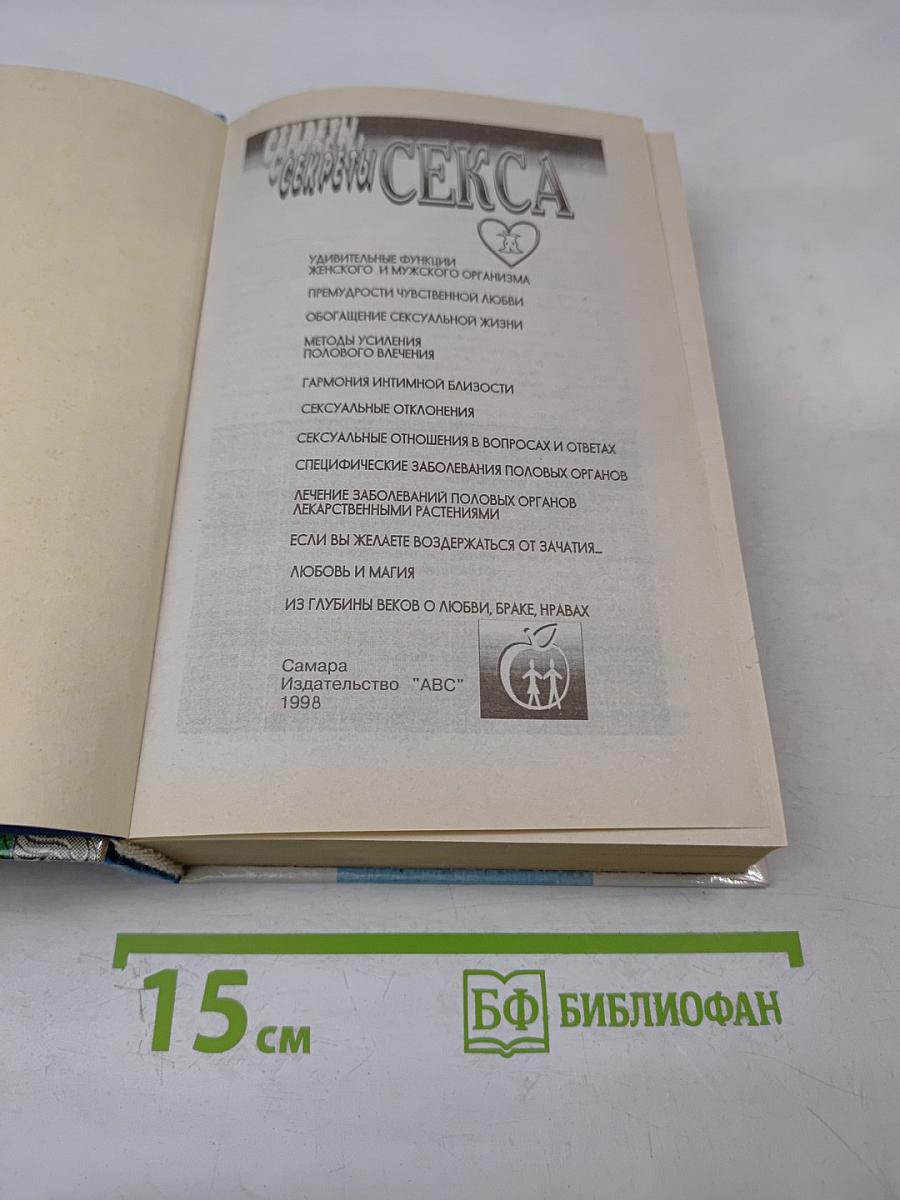 СЕКРЕТЫ,
СЕКРЕТЫ СЕКСА
УДИВИТЕЛЬНЫЕ ФУНКЦИИ
ЖЕНСКОГО И МУЖСКОГО ОРГАНИЗМА
ПРЕМУДРОСТИ ЧУВСТВЕННОЙ ЛЮБВИ
ОБОГАЩЕНИЕ СЕКСУАЛЬНОЙ ЖИЗНИ
МЕТОДЫ УСИЛЕНИЯ
ПОЛОВОГО ВЛЕЧЕНИЯ
ГАРМОНИЯ ИНТИМНОЙ БЛИЗОСТИ
СЕКСУАЛЬНЫЕ ОТКЛОНЕНИЯ
СЕКСУАЛЬНЫЕ ОТНОШЕНИЯ В ВОПРОСАХ И ОТВЕТАХ
СПЕЦИФИЧЕСКИЕ ЗАБОЛЕВАНИЯ ПОЛОВЫХ ОРГАНОВ
ЛЕЧЕНИЕ ЗАБОЛЕВАНИЙ ПОЛОВЫХ ОРГАНОВ
ЛЕКАРСТВЕННЫМИ РАСТЕНИЯМИ
ЕСЛИ ВЫ ЖЕЛАЕТЕ ВОЗДЕРЖАТЬСЯ ОТ ЗАЧАТИЯ...
ЛЮБОВЬ И МАГИЯ
ИЗ ГЛУБИНЫ ВЕКОВ О ЛЮБВИ, БРАКЕ, НРАВАХ
Самара
Издательство "АВС"
1998
15 см
БФ БИБЛИОФАН